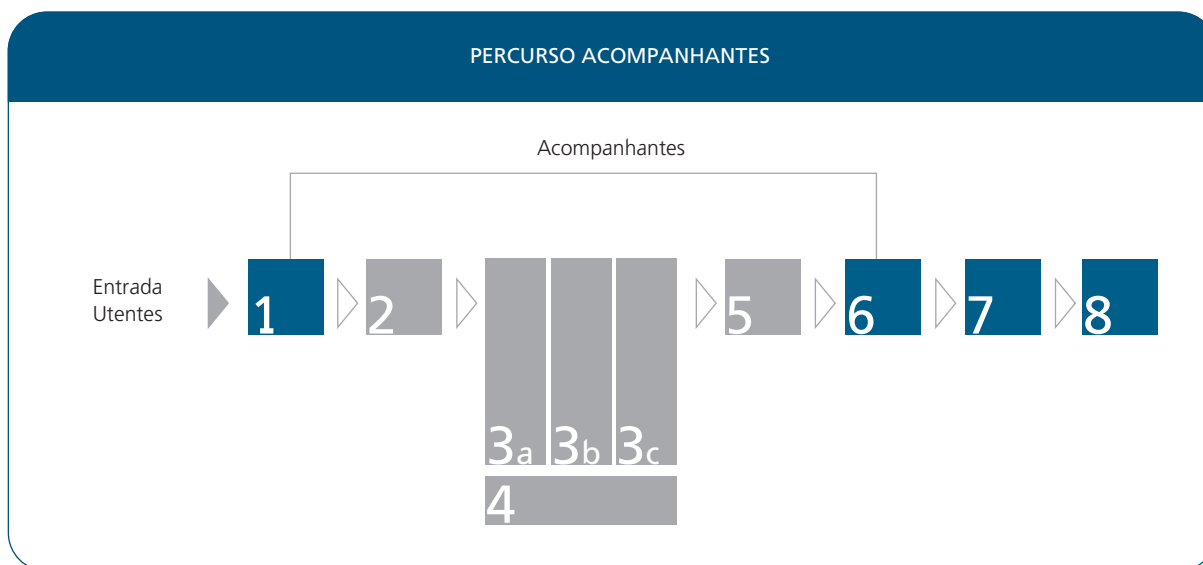 PERCURSO ACOMPANHANTES
Acompanhantes
Entrada
Utentes
1
2
3a
3b
3c
4
5
6
7
8